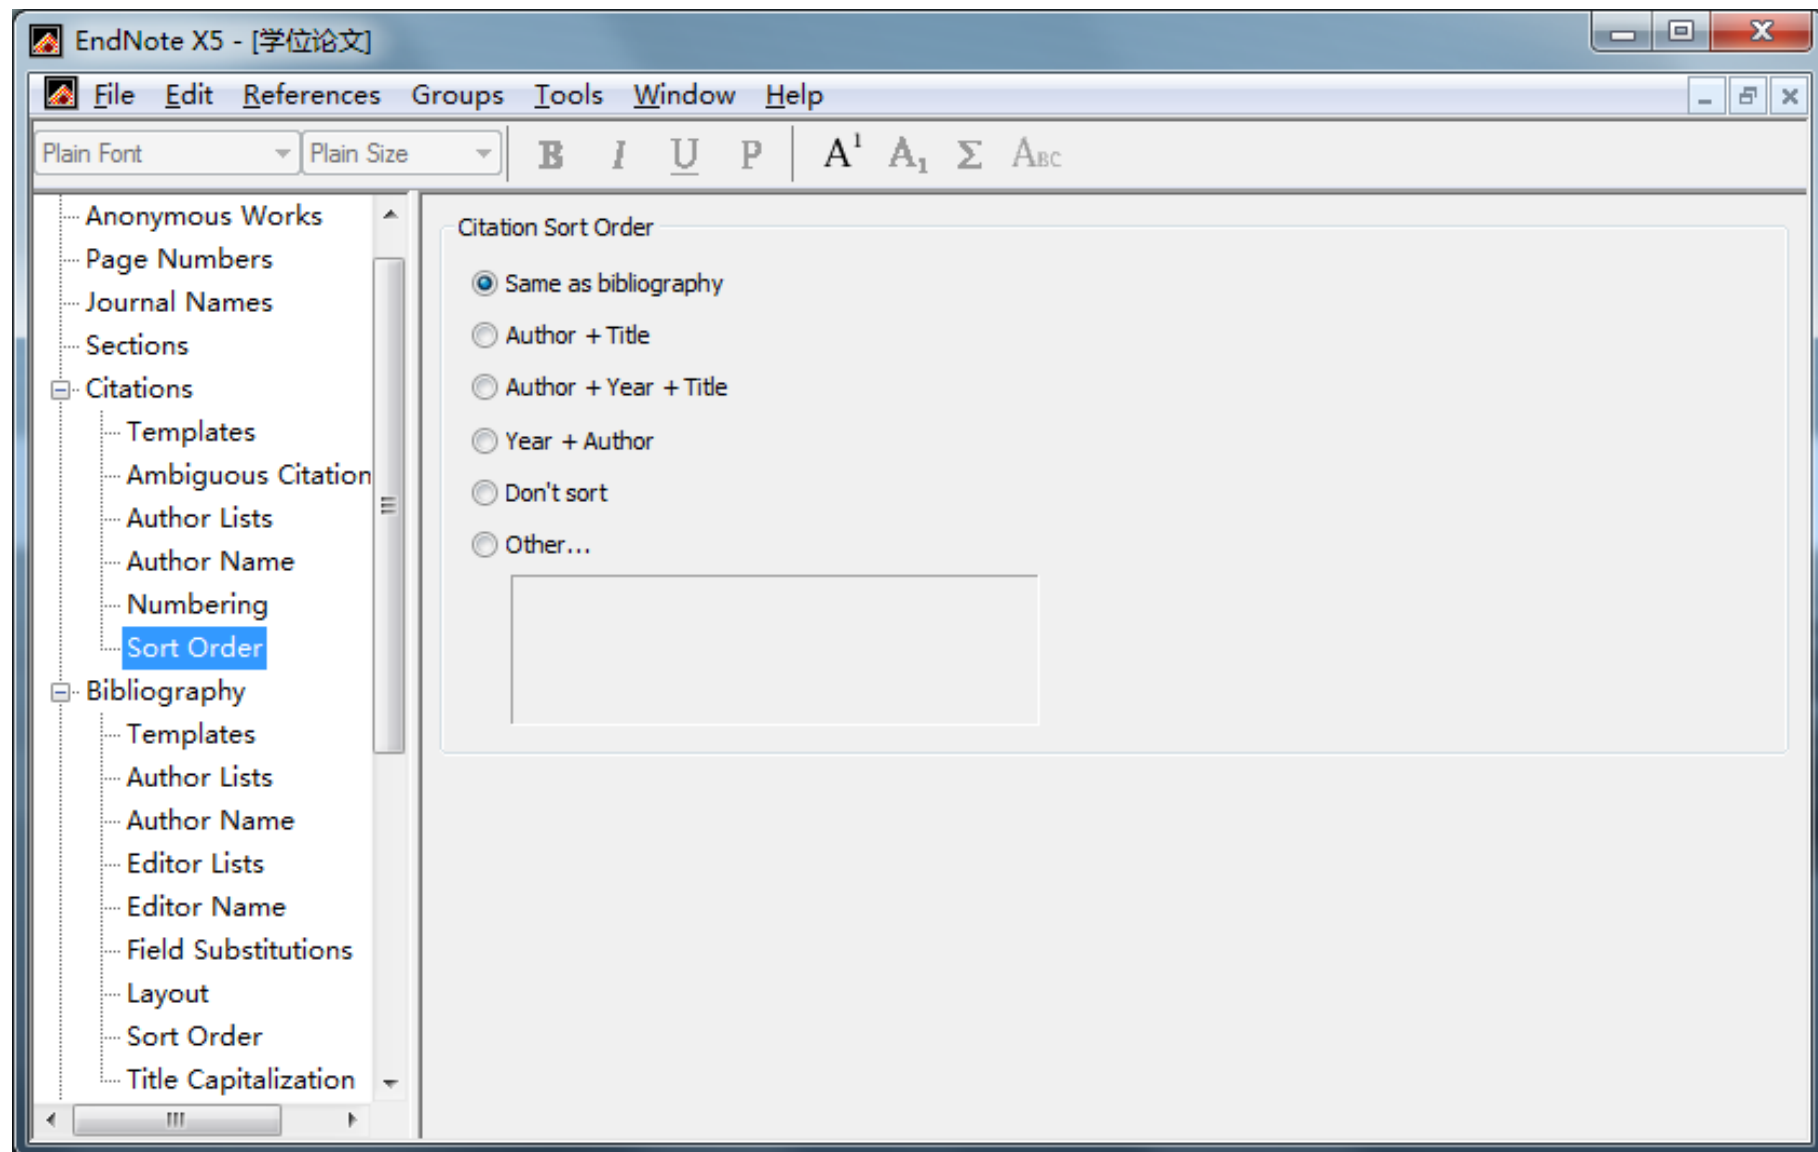 EndNote X5 - [学位论文]
File Edit References Groups Tools Window Help
Plain Font Plain Size B I U P A1 A1 Σ ABC
Anonymous Works
Page Numbers
Journal Names
Sections
Citations
Templates
Ambiguous Citation
Author Lists
Author Name
Numbering
Sort Order
Bibliography
Templates
Author Lists
Author Name
Editor Lists
Editor Name
Field Substitutions
Layout
Sort Order
Title Capitalization
Citation Sort Order
Same as bibliography
Author + Title
Author + Year + Title
Year + Author
Don't sort
Other...